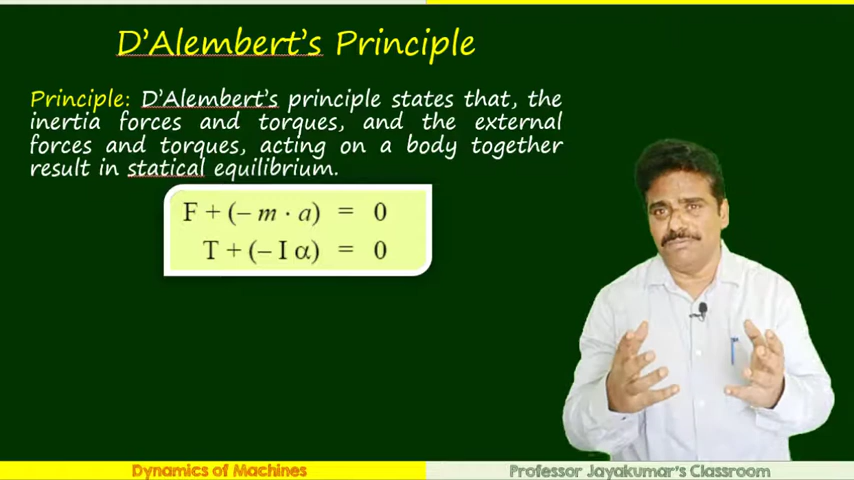 D'Alembert's Principle
Principle: D'Alembert's principle states that, the
inertia forces and torques, and the external
forces and torques, acting on a body together
result in statical equilibrium.
F + (– m · a) = 0
T + (– I α) = 0
Dynamics of Machines
Professor Jayakumar's Classroom